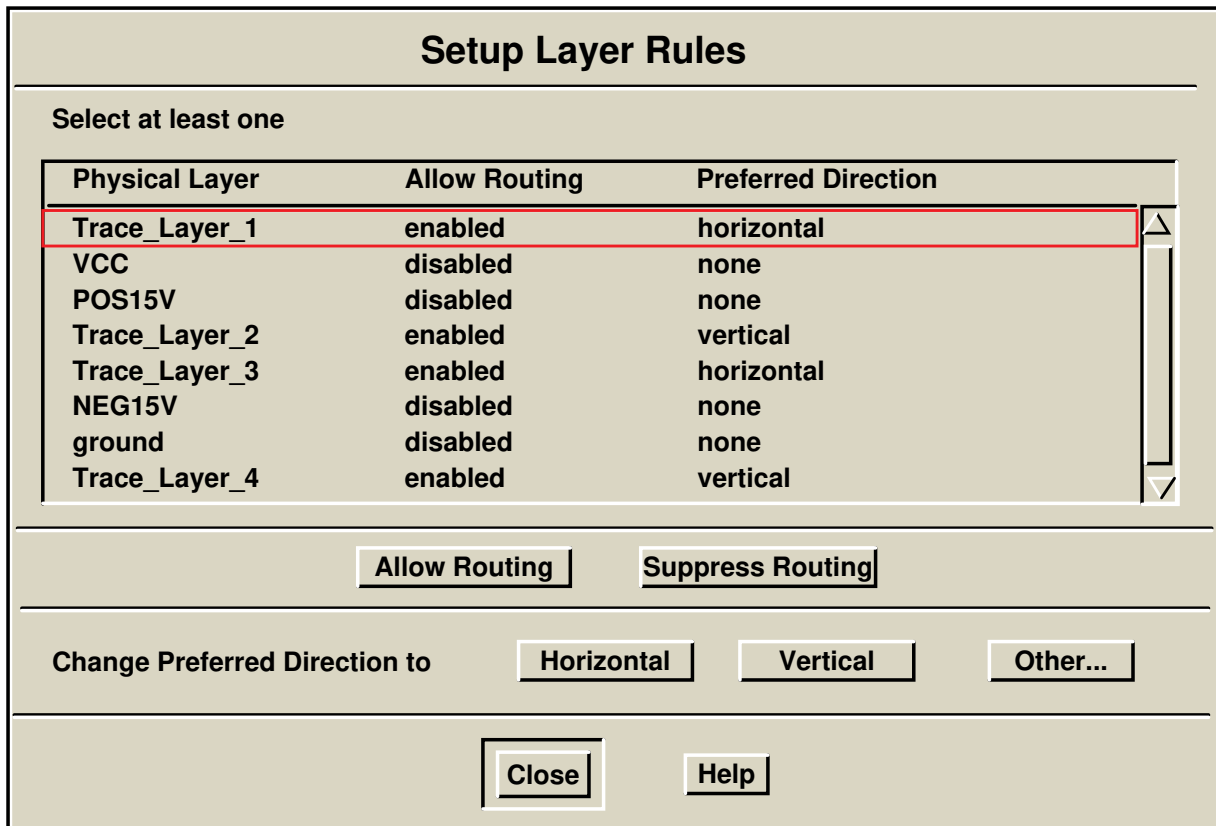 Setup Layer Rules
Select at least one
Physical Layer Allow Routing Preferred Direction
Trace_Layer_1 enabled horizontal
VCC disabled none
POS15V disabled none
Trace_Layer_2 enabled vertical
Trace_Layer_3 enabled horizontal
NEG15V disabled none
ground disabled none
Trace_Layer_4 enabled vertical
Allow Routing Suppress Routing
Change Preferred Direction to Horizontal Vertical Other...
Close Help